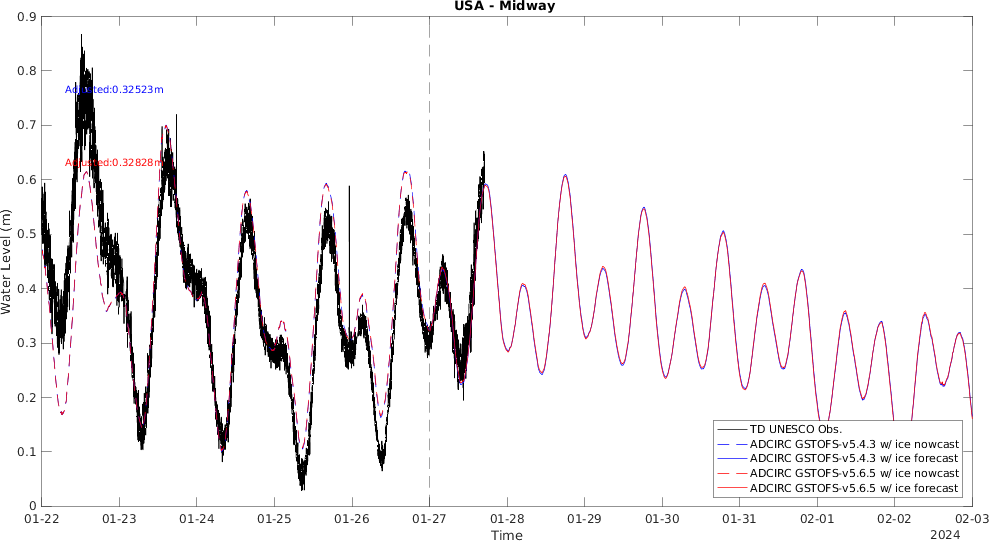 USA - Midway
Water Level (m)
0.9
0.8
0.7
0.6
0.5
0.4
0.3
0.2
0.1
0
Adjusted:0.32523m
Adjusted:0.32828m
TD UNESCO Obs.
ADCIRC GSTOFS-v5.4.3 w/ ice nowcast
ADCIRC GSTOFS-v5.4.3 w/ ice forecast
ADCIRC GSTOFS-v5.6.5 w/ ice nowcast
ADCIRC GSTOFS-v5.6.5 w/ ice forecast
01-22 01-23 01-24 01-25 01-26 01-27 01-28 01-29 01-30 01-31 02-01 02-02 02-03
Time
2024